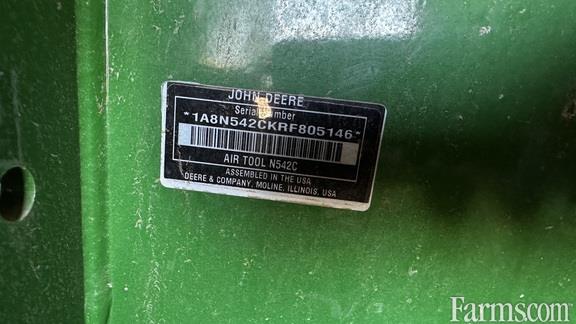 JOHN DEERE
Serial Number
*1A8N542CKRF805146*
AIR TOOL N542C
ASSEMBLED IN THE USA
DEERE & COMPANY, MOLINE, ILLINOIS, USA
Farms.com